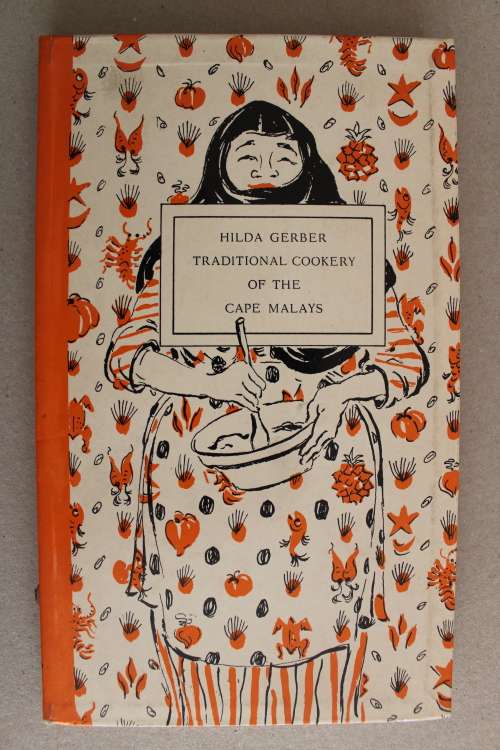 HILDA GERBER
TRADITIONAL COOKERY
OF THE
CAPE MALAYS